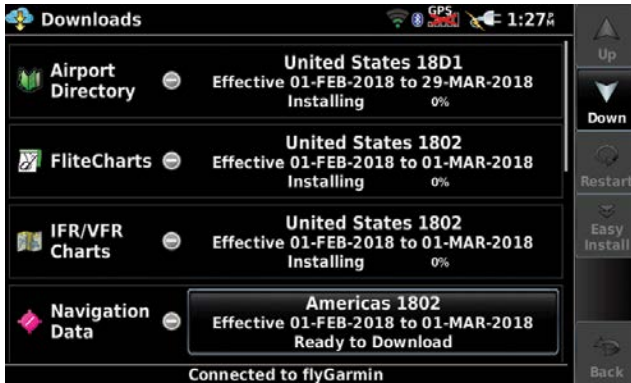 Downloads
GPS
1:27PM
Airport Directory
United States 18D1
Effective 01-FEB-2018 to 29-MAR-2018
Installing 0%
FliteCharts
United States 1802
Effective 01-FEB-2018 to 01-MAR-2018
Installing 0%
IFR/VFR Charts
United States 1802
Effective 01-FEB-2018 to 01-MAR-2018
Installing 0%
Navigation Data
Americas 1802
Effective 01-FEB-2018 to 01-MAR-2018
Ready to Download
Connected to flyGarmin
Up
Down
Restart
Easy Install
Back